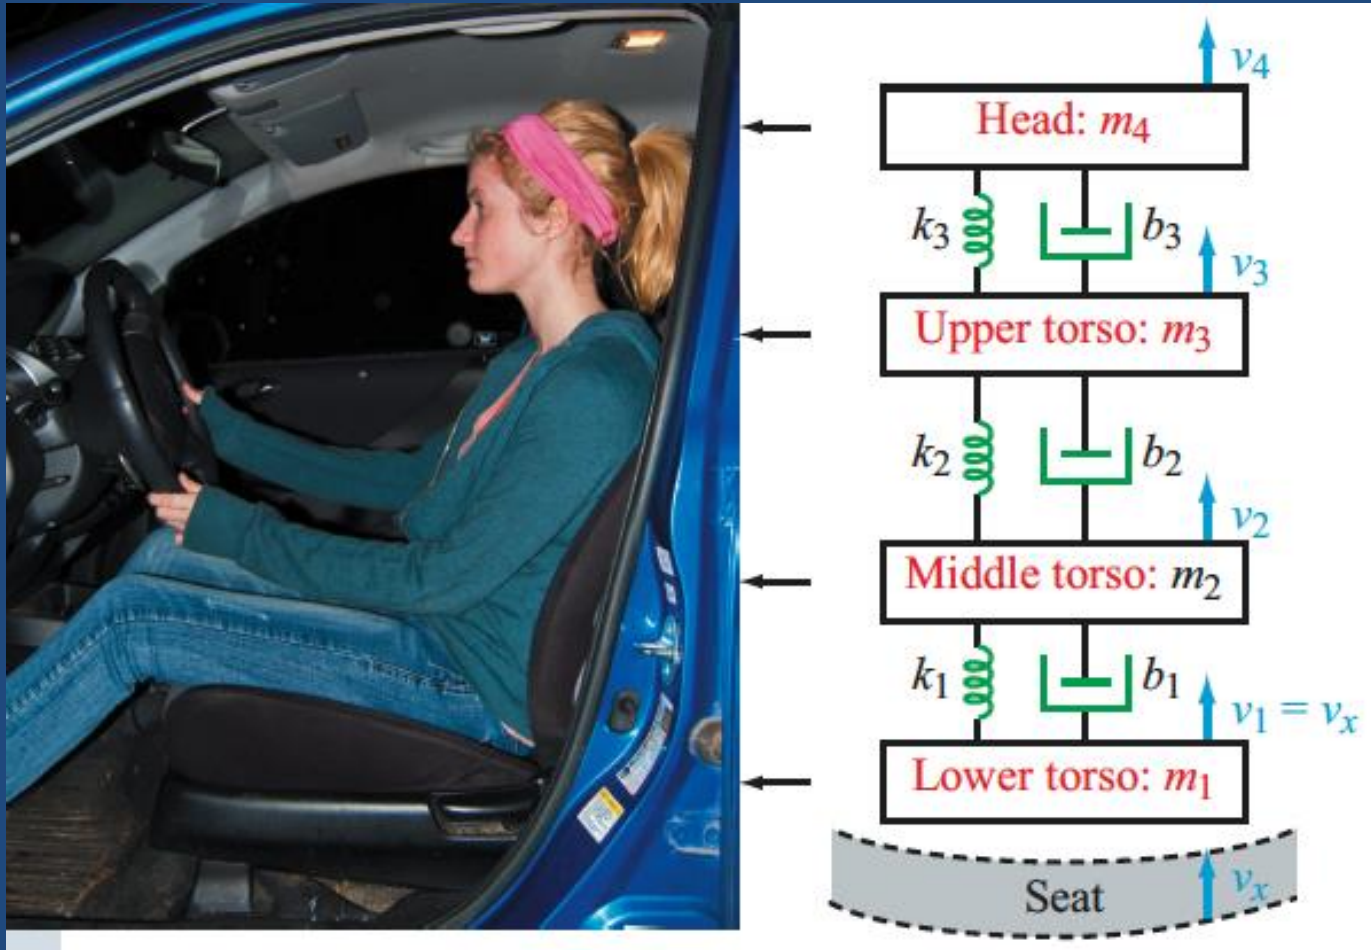 v4
Head: m4
k3 b3
v3
Upper torso: m3
k2 b2
v2
Middle torso: m2
k1 b1
v1 = vx
Lower torso: m1
Seat
vx